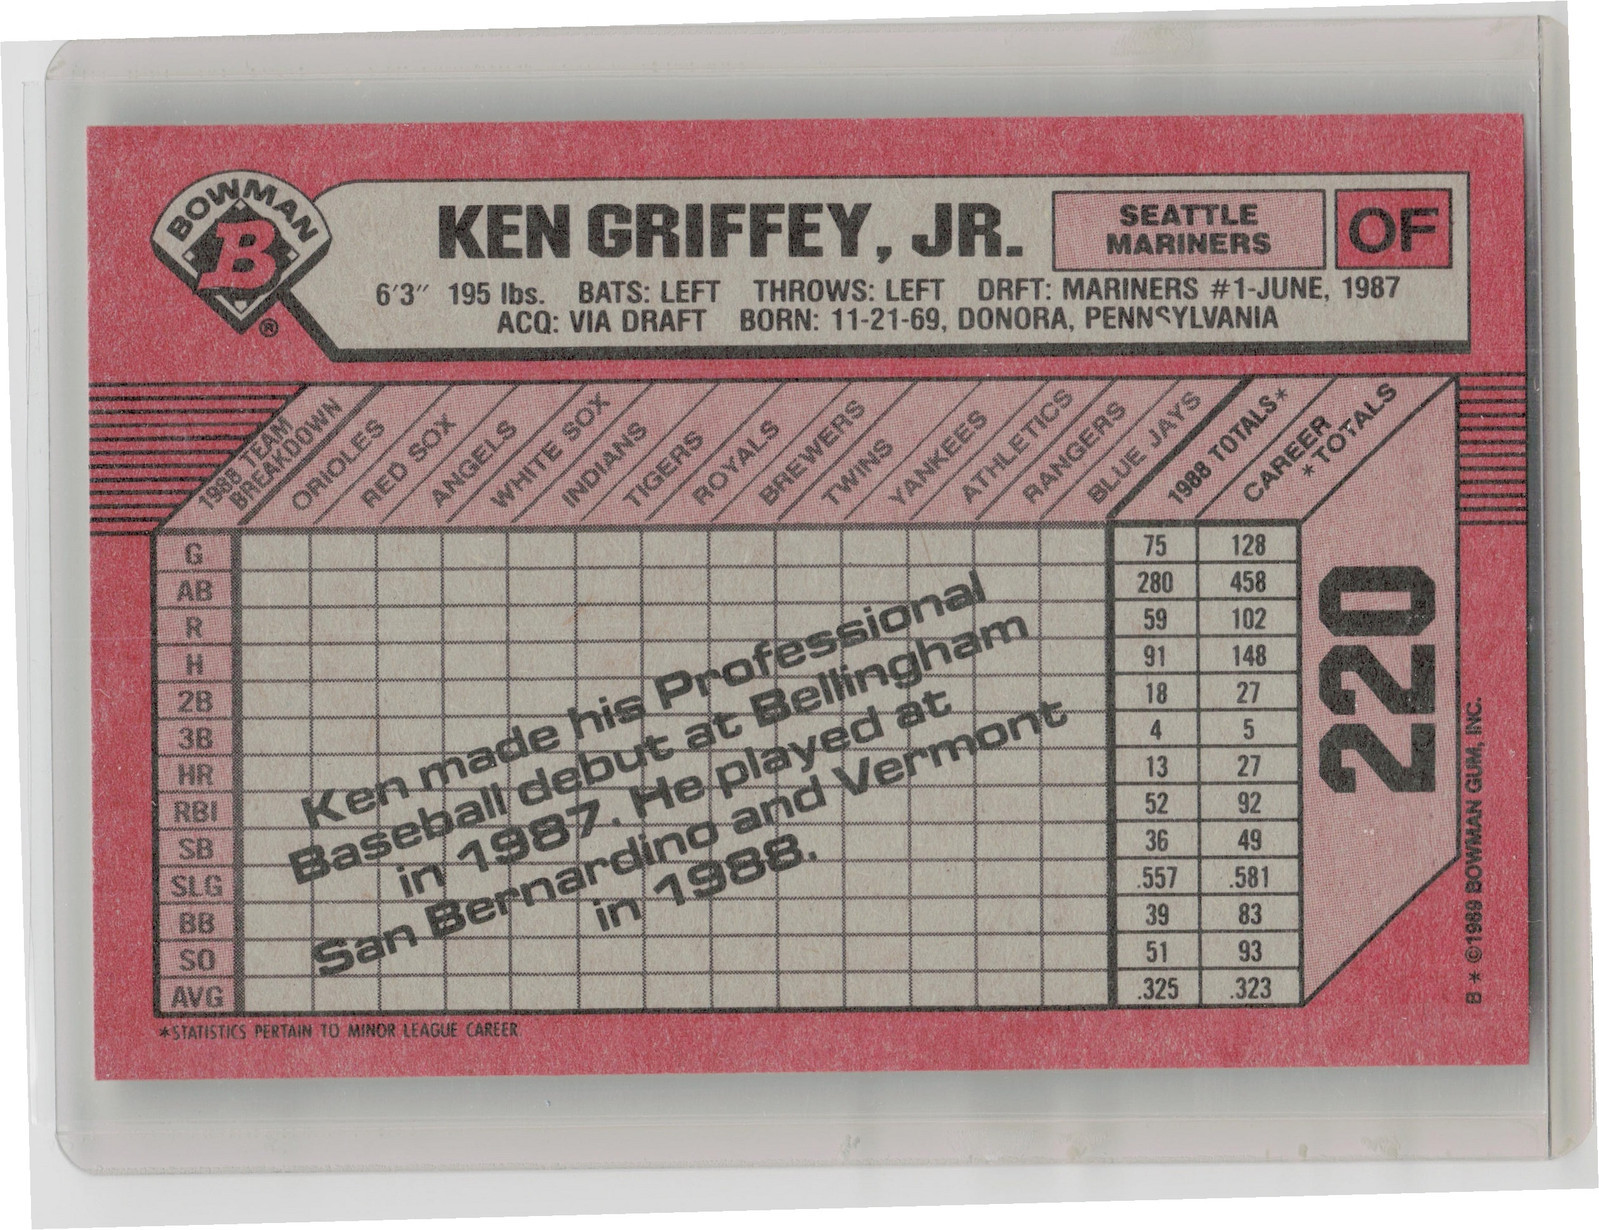 BOWMAN
B
®
KEN GRIFFEY, JR.
SEATTLE
MARINERS
OF
6'3" 195 lbs. BATS: LEFT THROWS: LEFT DRFT: MARINERS #1-JUNE, 1987
ACQ: VIA DRAFT BORN: 11-21-69, DONORA, PENNSYLVANIA
1988 TEAM
BREAKDOWN
ORIOLES
RED SOX
ANGELS
WHITE SOX
INDIANS
TIGERS
ROYALS
BREWERS
TWINS
YANKEES
ATHLETICS
RANGERS
BLUE JAYS
1988 TOTALS*
CAREER
*TOTALS
G 75 128
AB 280 458
R 59 102
H 91 148
2B 18 27
3B 4 5
HR 13 27
RBI 52 92
SB 36 49
SLG .557 .581
BB 39 83
SO 51 93
AVG .325 .323
Ken made his Professional
Baseball debut at Bellingham
in 1987. He played at
San Bernardino and Vermont
in 1988.
220
B * ©1989 BOWMAN GUM, INC.
*STATISTICS PERTAIN TO MINOR LEAGUE CAREER